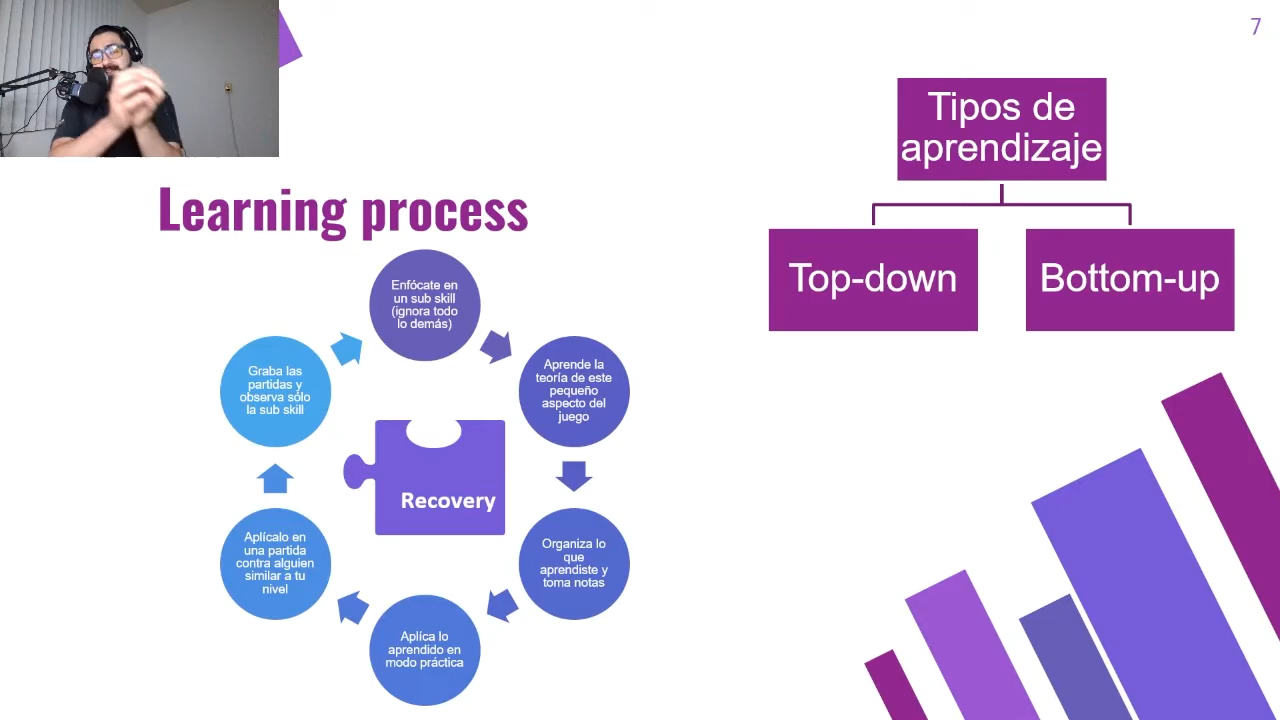 7
Tipos de
aprendizaje
Top-down
Bottom-up
Learning process
Enfócate en
un sub skill
(ignora todo
lo demás)
Aprende la
teoría de este
pequeño
aspecto del
juego
Organiza lo
que
aprendiste y
toma notas
Aplíca lo
aprendido en
modo práctica
Aplícalo en
una partida
contra alguien
similar a tu
nivel
Graba las
partidas y
observa sólo
la sub skill
Recovery